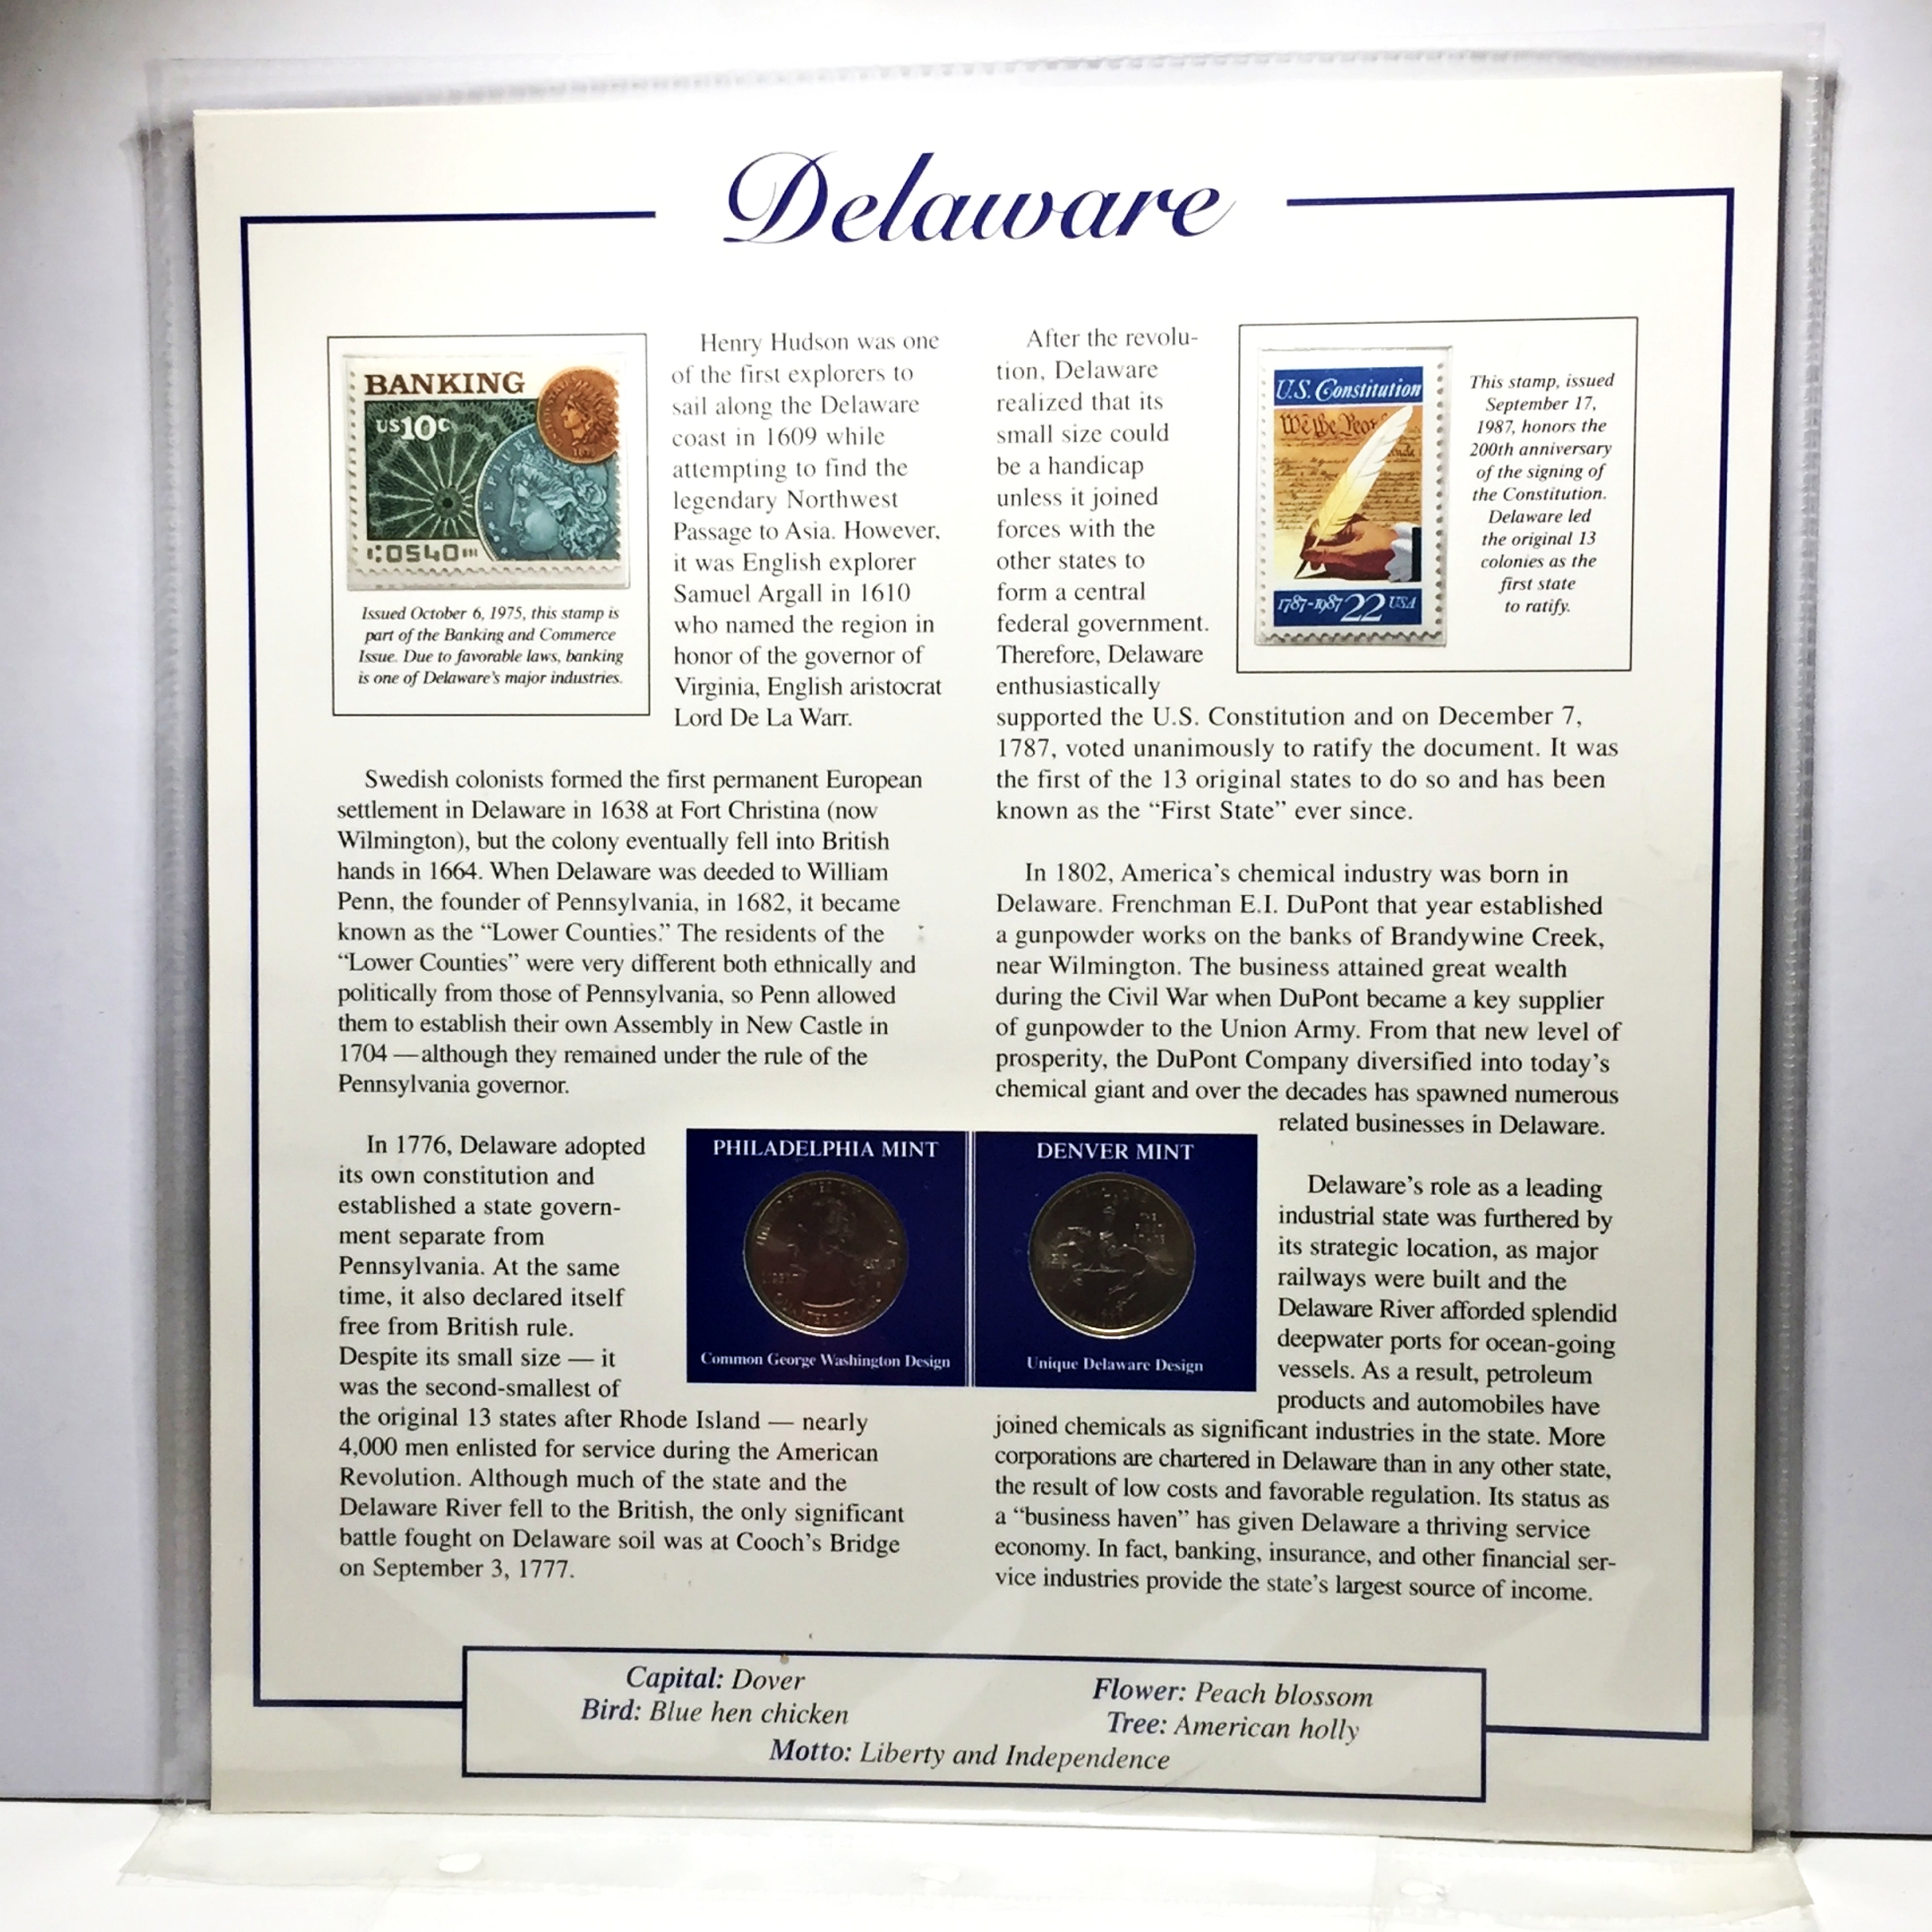 Delaware
BANKING
US10C
Issued October 6, 1975, this stamp is
part of the Banking and Commerce
Issue. Due to favorable laws, banking
is one of Delaware's major industries.
Henry Hudson was one
of the first explorers to
sail along the Delaware
coast in 1609 while
attempting to find the
legendary Northwest
Passage to Asia. However,
it was English explorer
Samuel Argall in 1610
who named the region in
honor of the governor of
Virginia, English aristocrat
Lord De La Warr.
Swedish colonists formed the first permanent European
settlement in Delaware in 1638 at Fort Christina (now
Wilmington), but the colony eventually fell into British
hands in 1664. When Delaware was deeded to William
Penn, the founder of Pennsylvania, in 1682, it became
known as the “Lower Counties.” The residents of the
“Lower Counties” were very different both ethnically and
politically from those of Pennsylvania, so Penn allowed
them to establish their own Assembly in New Castle in
1704 — although they remained under the rule of the
Pennsylvania governor.
In 1776, Delaware adopted
its own constitution and
established a state govern-
ment separate from
Pennsylvania. At the same
time, it also declared itself
free from British rule.
Despite its small size — it
was the second-smallest of
the original 13 states after Rhode Island — nearly
4,000 men enlisted for service during the American
Revolution. Although much of the state and the
Delaware River fell to the British, the only significant
battle fought on Delaware soil was at Cooch's Bridge
on September 3, 1777.
After the revolu-
tion, Delaware
realized that its
small size could
be a handicap
unless it joined
forces with the
other states to
form a central
federal government.
Therefore, Delaware
enthusiastically
supported the U.S. Constitution and on December 7,
1787, voted unanimously to ratify the document. It was
the first of the 13 original states to do so and has been
known as the “First State” ever since.
U.S. Constitution
We the Peop
1787-1987 22 USA
This stamp, issued
September 17,
1987, honors the
200th anniversary
of the signing of
the Constitution.
Delaware led
the original 13
colonies as the
first state
to ratify.
In 1802, America's chemical industry was born in
Delaware. Frenchman E.I. DuPont that year established
a gunpowder works on the banks of Brandywine Creek,
near Wilmington. The business attained great wealth
during the Civil War when DuPont became a key supplier
of gunpowder to the Union Army. From that new level of
prosperity, the DuPont Company diversified into today's
chemical giant and over the decades has spawned numerous
related businesses in Delaware.
Delaware's role as a leading
industrial state was furthered by
its strategic location, as major
railways were built and the
Delaware River afforded splendid
deepwater ports for ocean-going
vessels. As a result, petroleum
products and automobiles have
joined chemicals as significant industries in the state. More
corporations are chartered in Delaware than in any other state,
the result of low costs and favorable regulation. Its status as
a “business haven” has given Delaware a thriving service
economy. In fact, banking, insurance, and other financial ser-
vice industries provide the state's largest source of income.
PHILADELPHIA MINT
Common George Washington Design
DENVER MINT
Unique Delaware Design
Capital: Dover
Bird: Blue hen chicken
Flower: Peach blossom
Tree: American holly
Motto: Liberty and Independence